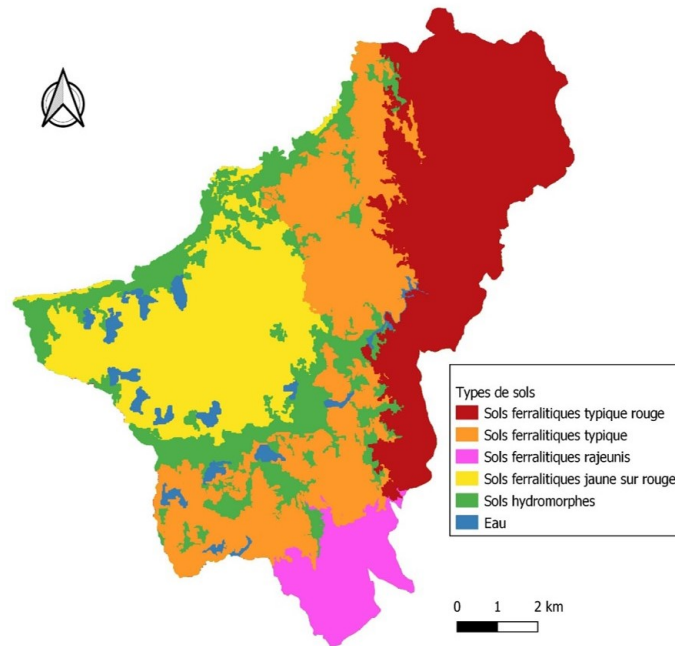 Types de sols
Sols ferralitiques typique rouge
Sols ferralitiques typique
Sols ferralitiques rajeunis
Sols ferralitiques jaune sur rouge
Sols hydromorphes
Eau
0 1 2 km